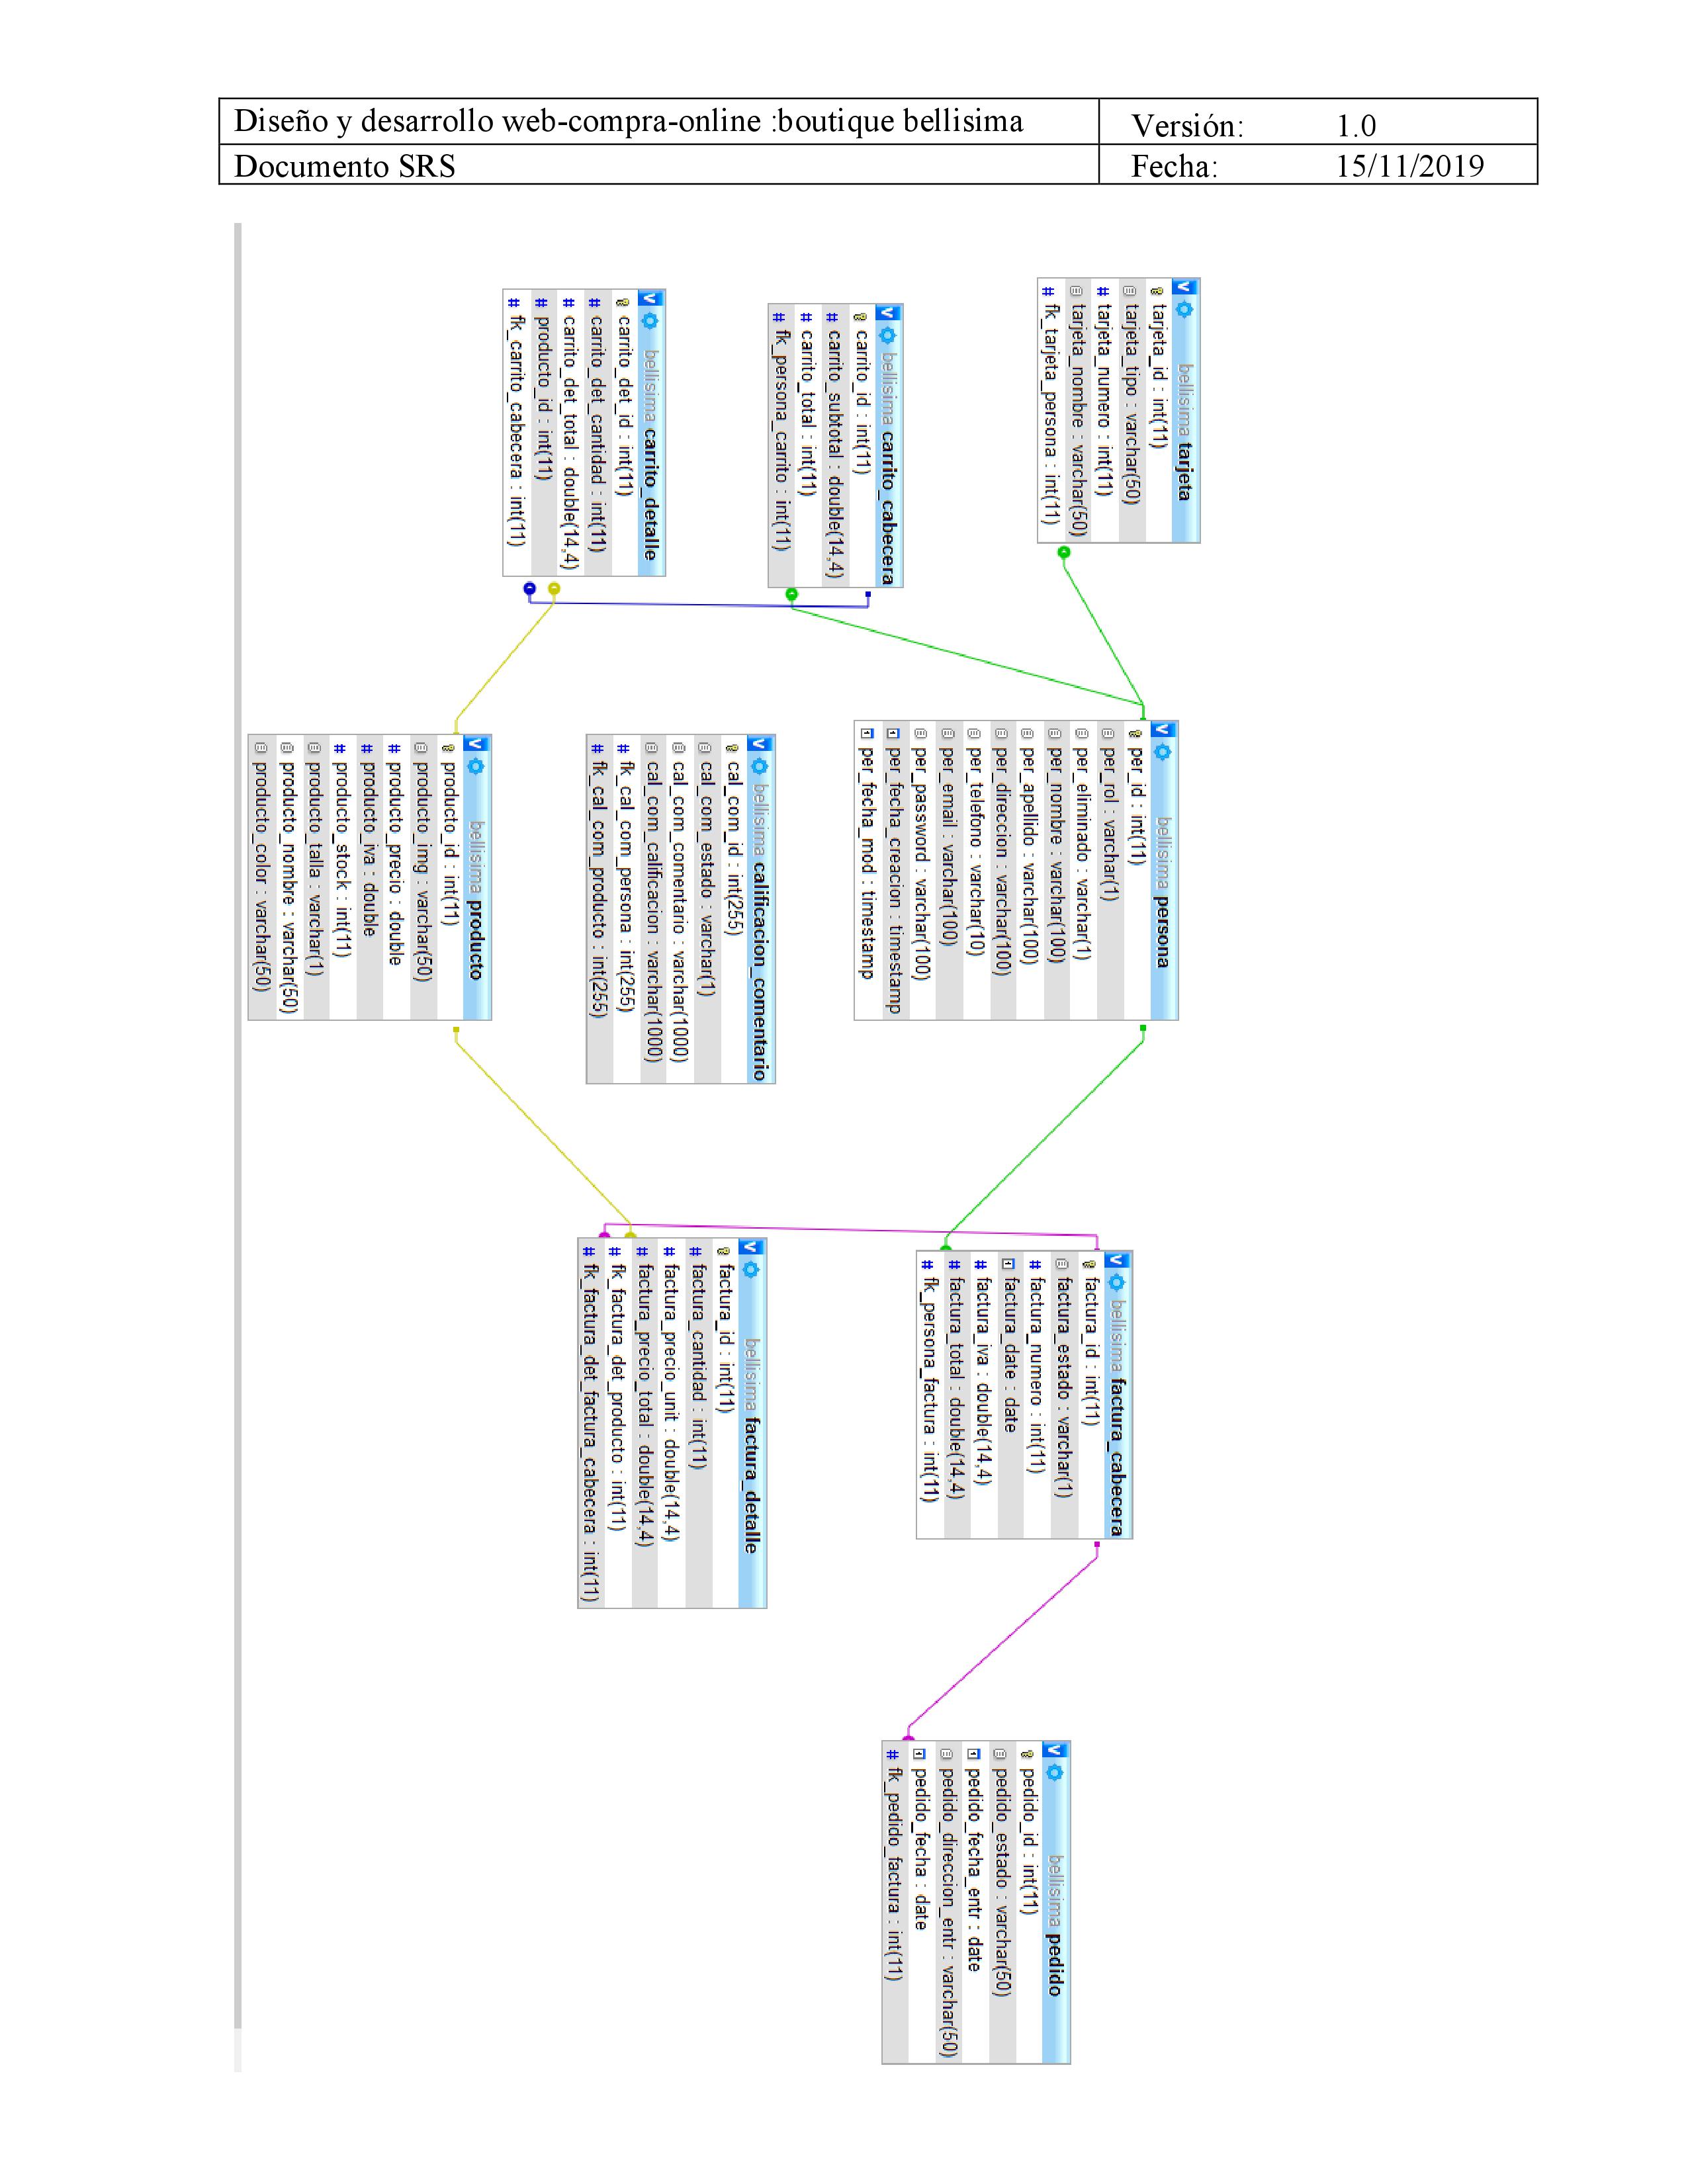 Diseño y desarrollo web-compra-online :boutique bellisima
Versión: 1.0
Documento SRS
Fecha: 15/11/2019
bellisima tarjeta
tarjeta_id : int(11)
tarjeta_tipo : varchar(50)
tarjeta_numero : int(11)
tarjeta_nombre : varchar(50)
fk_tarjeta_persona : int(11)
bellisima carrito_cabecera
carrito_id : int(11)
carrito_subtotal : double(14,4)
carrito_total : int(11)
fk_persona_carrito : int(11)
bellisima carrito_detalle
carrito_det_id : int(11)
carrito_det_cantidad : int(11)
carrito_det_total : double(14,4)
producto_id : int(11)
fk_carrito_cabecera : int(11)
bellisima persona
per_id : int(11)
per_rol : varchar(1)
per_eliminado : varchar(1)
per_nombre : varchar(100)
per_apellido : varchar(100)
per_direccion : varchar(100)
per_telefono : varchar(10)
per_email : varchar(100)
per_password : varchar(100)
per_fecha_creacion : timestamp
per_fecha_mod : timestamp
bellisima calificacion_comentario
cal_com_id : int(255)
cal_com_estado : varchar(1)
cal_com_comentario : varchar(1000)
cal_com_calificacion : varchar(1000)
fk_cal_com_persona : int(255)
fk_cal_com_producto : int(255)
bellisima producto
producto_id : int(11)
producto_img : varchar(50)
producto_precio : double
producto_iva : double
producto_stock : int(11)
producto_talla : varchar(1)
producto_nombre : varchar(50)
producto_color : varchar(50)
bellisima factura_cabecera
factura_id : int(11)
factura_estado : varchar(1)
factura_numero : int(11)
factura_date : date
factura_iva : double(14,4)
factura_total : double(14,4)
fk_persona_factura : int(11)
bellisima factura_detalle
factura_id : int(11)
factura_cantidad : int(11)
factura_precio_unit : double(14,4)
factura_precio_total : double(14,4)
fk_factura_det_producto : int(11)
fk_factura_det_factura_cabecera : int(11)
bellisima pedido
pedido_id : int(11)
pedido_estado : varchar(50)
pedido_fecha_entr : date
pedido_direccion_entr : varchar(50)
pedido_fecha : date
fk_pedido_factura : int(11)